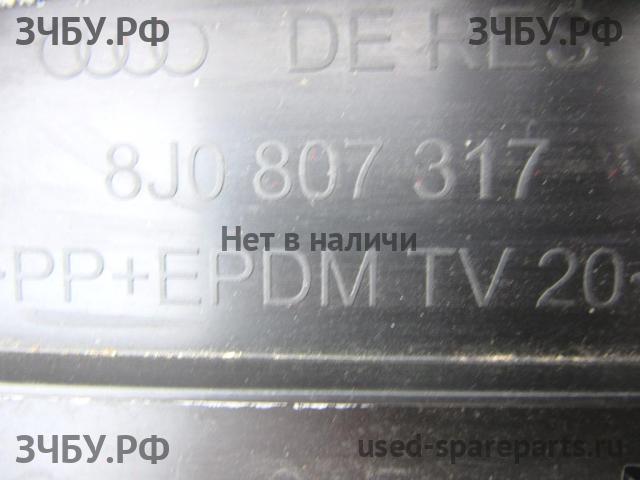 ЗЧБУ.РФ
ЗЧБУ.РФ
DE RES
8J0 807 317
Нет в наличи
>PP+EPDM TV 20<
ЗЧБУ.РФ
used-spareparts.ru